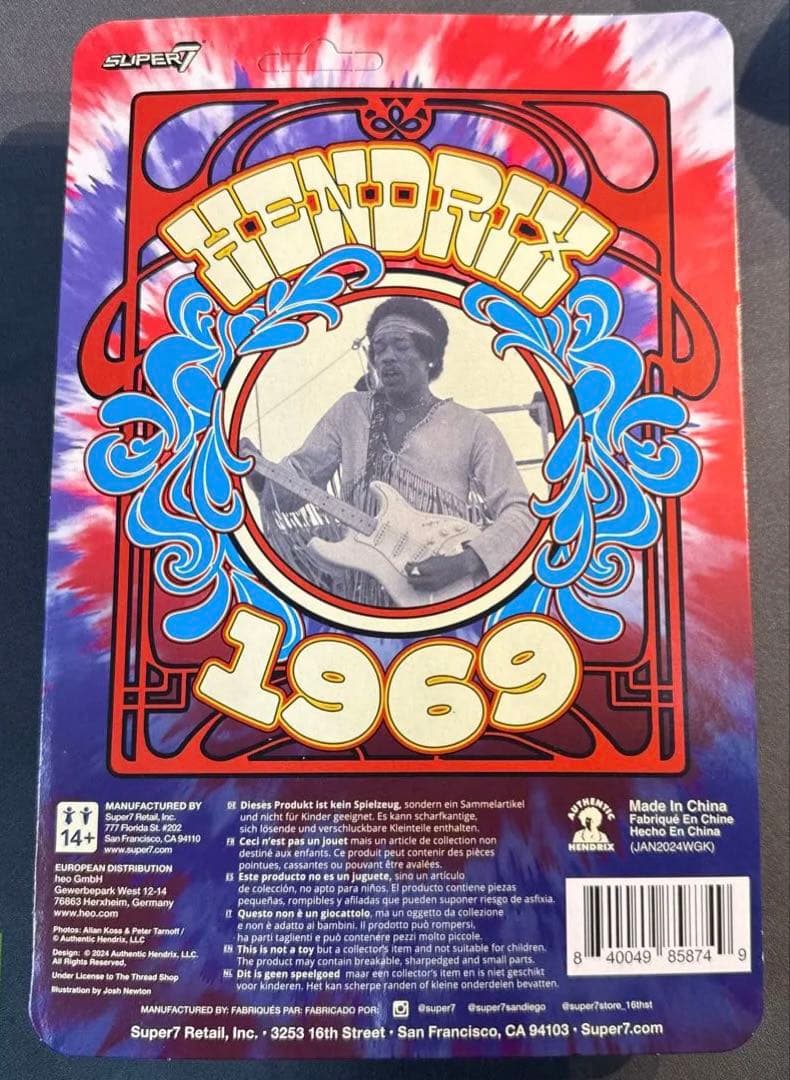 SUPER7
HENDRIX
1969
14+
MANUFACTURED BY
Super7 Retail, Inc.
777 Florida St. #202
San Francisco, CA 94110
www.super7.com
EUROPEAN DISTRIBUTION
heo GmbH
Gewerbepark West 12-14
76863 Herxheim, Germany
www.heo.com
Photos: Allan Koss & Peter Tarnoff /
© Authentic Hendrix, LLC
Design: © 2024 Authentic Hendrix, LLC.
All Rights Reserved.
Under License to The Thread Shop
Illustration by Josh Newton
DE Dieses Produkt ist kein Spielzeug, sondern ein Sammelartikel
und nicht für Kinder geeignet. Es kann scharfkantige,
sich lösende und verschluckbare Kleinteile enthalten.
FR Ceci n'est pas un jouet mais un article de collection non
destiné aux enfants. Ce produit peut contenir des pièces
pointues, cassantes ou pouvant être avalées.
ES Este producto no es un juguete, sino un artículo
de colección, no apto para niños. El producto contiene piezas
pequeñas, rompibles y afiladas que pueden suponer riesgo de asfixia.
IT Questo non è un giocattolo, ma un oggetto da collezione
e non è adatto ai bambini. Il prodotto può rompersi,
ha parti taglienti e può contenere pezzi molto piccole.
EN This is not a toy but a collector's item and not suitable for children.
The product may contain breakable, sharpedged and small parts.
NL Dit is geen speelgoed maar een collector's item en is niet geschikt
voor kinderen. Het kan scherpe randen of kleine onderdelen bevatten.
AUTHENTIC
HENDRIX
Made In China
Fabriqué En Chine
Hecho En China
(JAN2024WGK)
8 40049 85874 9
MANUFACTURED BY: FABRIQUÉS PAR: FABRICADO POR: @super7 @super7sandiego @super7store_16thst
Super7 Retail, Inc. • 3253 16th Street • San Francisco, CA 94103 • Super7.com